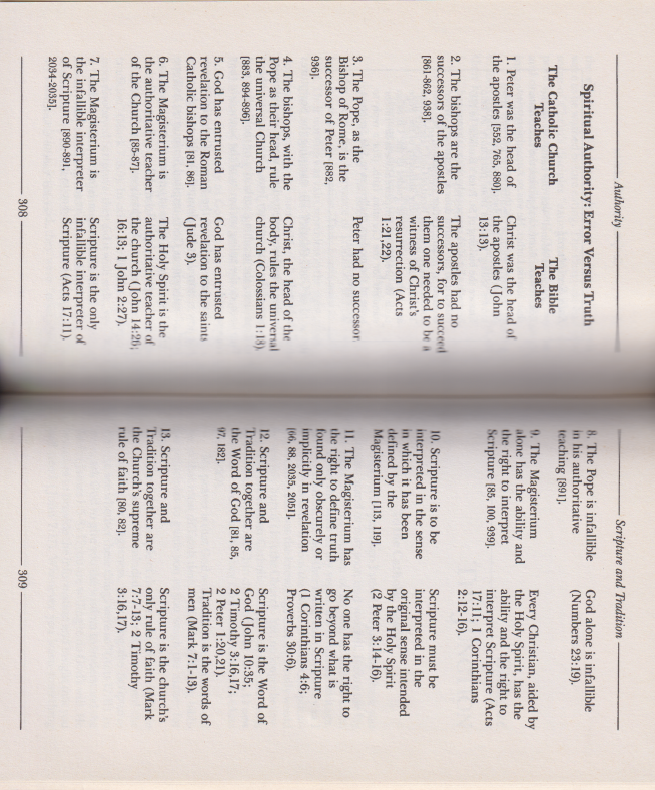 Authority
Spiritual Authority: Error Versus Truth
The Catholic Church
Teaches
The Bible
Teaches
1. Peter was the head of
the apostles [552, 765, 880].
Christ was the head of
the apostles (John
13:13).
2. The bishops are the
successors of the apostles
[861-862, 938].
The apostles had no
successors, for to succeed
them one needed to be a
witness of Christ's
resurrection (Acts
1:21,22).
3. The Pope, as the
Bishop of Rome, is the
successor of Peter [882,
936].
Peter had no successor.
4. The bishops, with the
Pope as their head, rule
the universal Church
[883, 894-896].
Christ, the head of the
body, rules the universal
church (Colossians 1:18).
5. God has entrusted
revelation to the Roman
Catholic bishops [81, 86].
God has entrusted
revelation to the saints
(Jude 3).
6. The Magisterium is
the authoritative teacher
of the Church [85-87].
The Holy Spirit is the
authoritative teacher of
the church (John 14:26;
16:13; 1 John 2:27).
7. The Magisterium is
the infallible interpreter
of Scripture [890-891,
2034-2035].
Scripture is the only
infallible interpreter of
Scripture (Acts 17:11).
308
Scripture and Tradition
8. The Pope is infallible
in his authoritative
teaching [891].
God alone is infallible
(Numbers 23:19).
9. The Magisterium
alone has the ability and
the right to interpret
Scripture [85, 100, 939].
Every Christian, aided by
the Holy Spirit, has the
ability and the right to
interpret Scripture (Acts
17:11; 1 Corinthians
2:12-16).
10. Scripture is to be
interpreted in the sense
in which it has been
defined by the
Magisterium [113, 119].
Scripture must be
interpreted in the
original sense intended
by the Holy Spirit
(2 Peter 3:14-16).
11. The Magisterium has
the right to define truth
found only obscurely or
implicitly in revelation
[66, 88, 2035, 2051].
No one has the right to
go beyond what is
written in Scripture
(1 Corinthians 4:6;
Proverbs 30:6).
12. Scripture and
Tradition together are
the Word of God [81, 85,
97, 182].
Scripture is the Word of
God (John 10:35;
2 Timothy 3:16,17;
2 Peter 1:20,21).
Tradition is the words of
men (Mark 7:1-13).
13. Scripture and
Tradition together are
the Church's supreme
rule of faith [80, 82].
Scripture is the church's
only rule of faith (Mark
7:7-13; 2 Timothy
3:16,17).
309